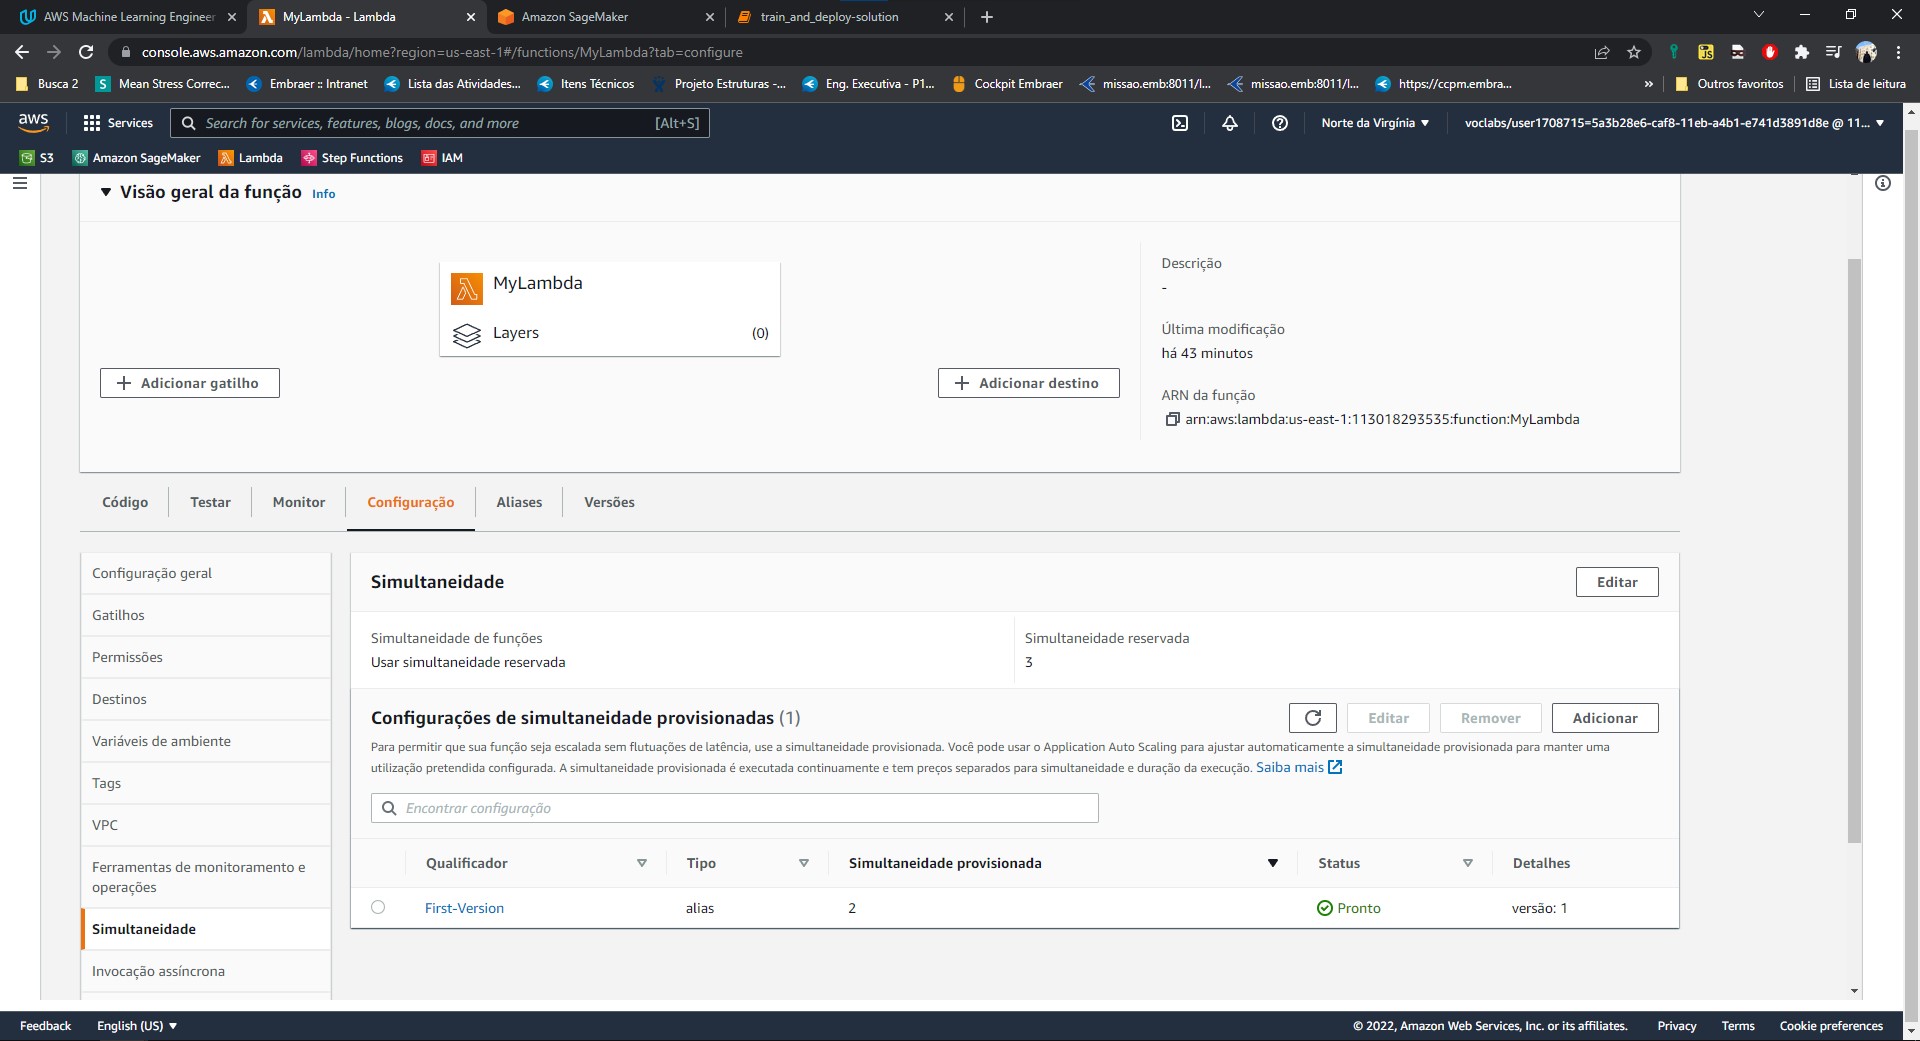 AWS Machine Learning Engineer
MyLambda - Lambda
Amazon SageMaker
train_and_deploy-solution
console.aws.amazon.com/lambda/home?region=us-east-1#/functions/MyLambda?tab=configure
Busca 2
Mean Stress Correc...
Embraer :: Intranet
Lista das Atividades...
Itens Técnicos
Projeto Estruturas -...
Eng. Executiva - P1...
Cockpit Embraer
missao.emb:8011/l...
missao.emb:8011/l...
https://ccpm.embra...
»
Outros favoritos
Lista de leitura
aws
Services
Search for services, features, blogs, docs, and more
[Alt+S]
Norte da Virgínia
voclabs/user1708715=5a3b28e6-caf8-11eb-a4b1-e741d3891d8e @ 11...
S3
Amazon SageMaker
Lambda
Step Functions
IAM
Visão geral da função
Info
MyLambda
Layers
(0)
Adicionar gatilho
Adicionar destino
Descrição
-
Última modificação
há 43 minutos
ARN da função
arn:aws:lambda:us-east-1:113018293535:function:MyLambda
Código
Testar
Monitor
Configuração
Aliases
Versões
Configuração geral
Gatilhos
Permissões
Destinos
Variáveis de ambiente
Tags
VPC
Ferramentas de monitoramento e
operações
Simultaneidade
Invocação assíncrona
Simultaneidade
Editar
Simultaneidade de funções
Usar simultaneidade reservada
Simultaneidade reservada
3
Configurações de simultaneidade provisionadas (1)
Editar
Remover
Adicionar
Para permitir que sua função seja escalada sem flutuações de latência, use a simultaneidade provisionada. Você pode usar o Application Auto Scaling para ajustar automaticamente a simultaneidade provisionada para manter uma
utilização pretendida configurada. A simultaneidade provisionada é executada continuamente e tem preços separados para simultaneidade e duração da execução. Saiba mais
Encontrar configuração
Qualificador
Tipo
Simultaneidade provisionada
Status
Detalhes
First-Version
alias
2
Pronto
versão: 1
Feedback
English (US)
© 2022, Amazon Web Services, Inc. or its affiliates.
Privacy
Terms
Cookie preferences